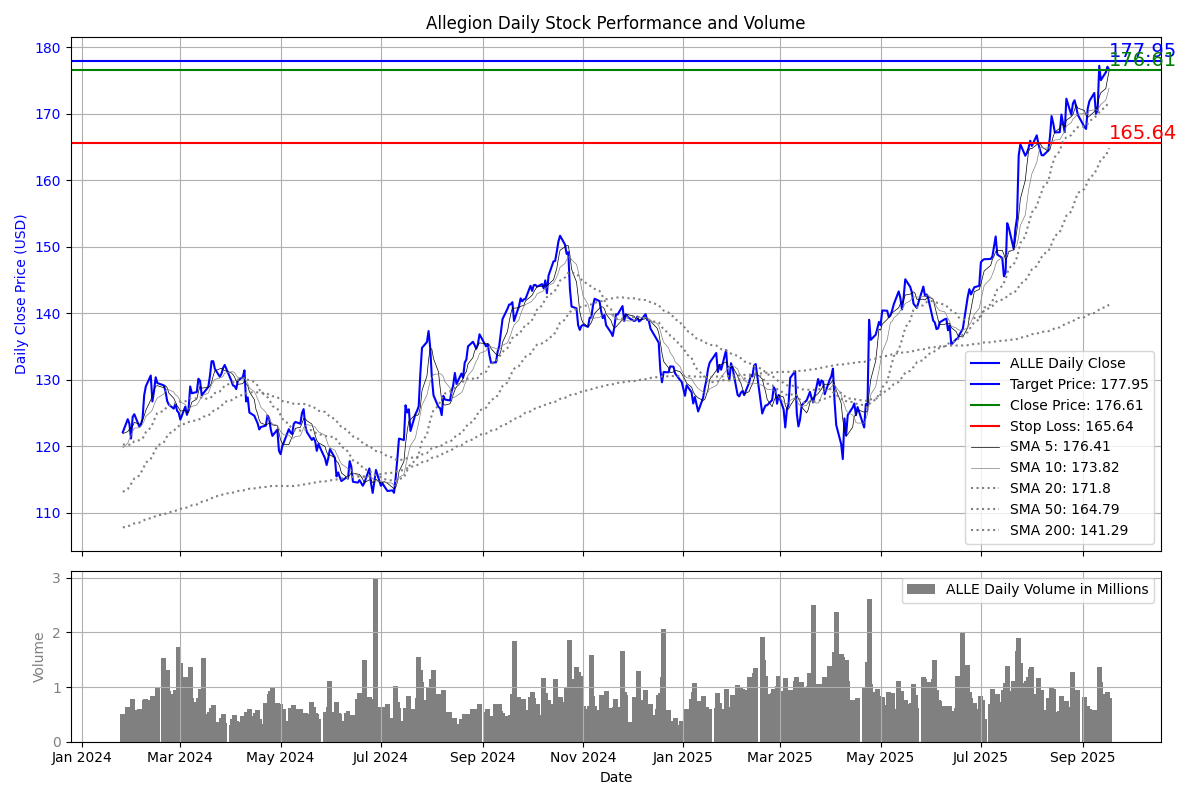 Allegion Daily Stock Performance and Volume
Daily Close Price (USD)
180
170
160
150
140
130
120
110
177.95
176.61
165.64
ALLE Daily Close
Target Price: 177.95
Close Price: 176.61
Stop Loss: 165.64
SMA 5: 176.41
SMA 10: 173.82
SMA 20: 171.8
SMA 50: 164.79
SMA 200: 141.29
Volume
3
2
1
0
ALLE Daily Volume in Millions
Jan 2024 Mar 2024 May 2024 Jul 2024 Sep 2024 Nov 2024 Jan 2025 Mar 2025 May 2025 Jul 2025 Sep 2025
Date